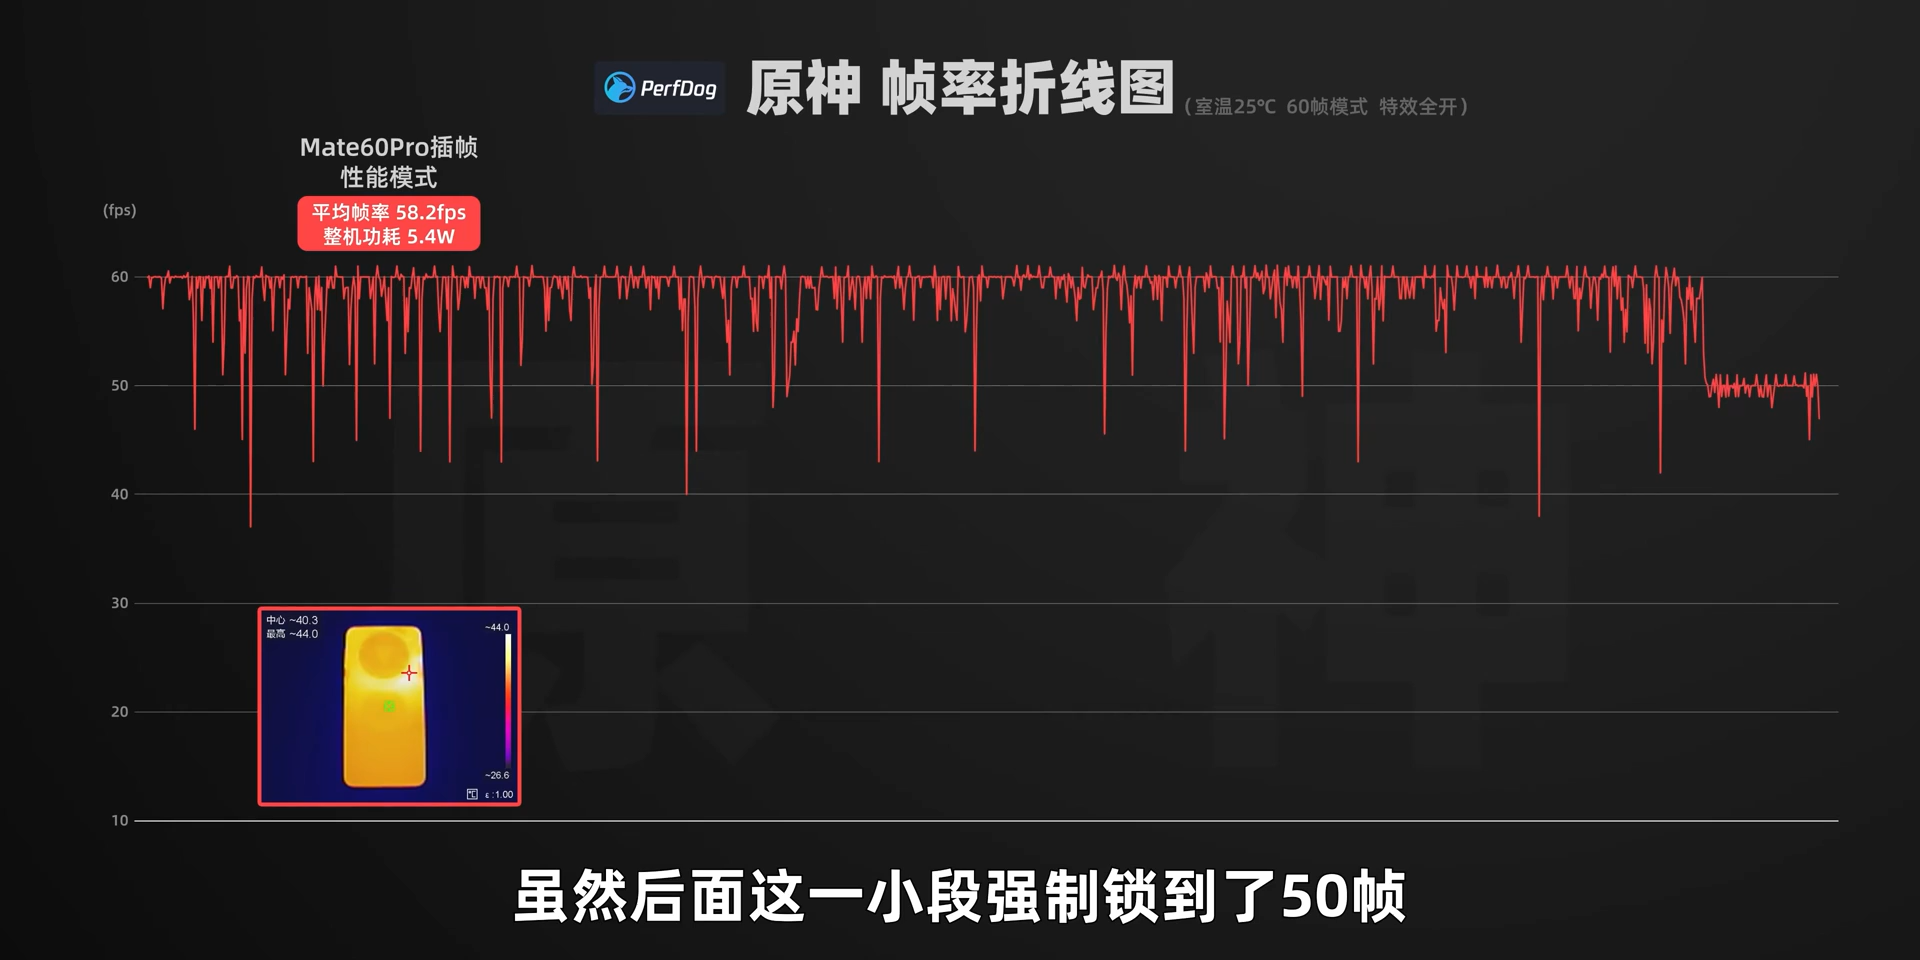 PerfDog
原神 帧率折线图
(室温25℃ 60帧模式 特效全开)
Mate60Pro插帧
性能模式
平均帧率 58.2fps
整机功耗 5.4W
(fps)
60
50
40
30
20
10
原神
中心 ~40.3
最高 ~44.0
~44.0
~26.6
℃ ε:1.00
虽然后面这一小段强制锁到了50帧